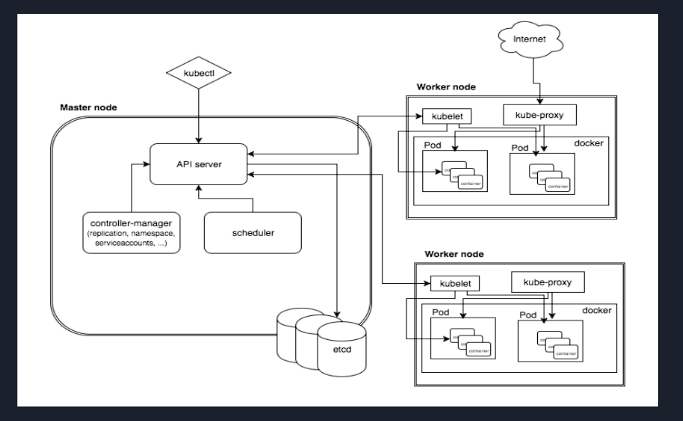 Internet
kubectl
Master node
API server
controller-manager
(replication, namespace,
serviceaccounts, ...)
scheduler
etcd
Worker node
kubelet
kube-proxy
docker
Pod
container
Pod
container
Worker node
kubelet
kube-proxy
docker
Pod
container
Pod
container